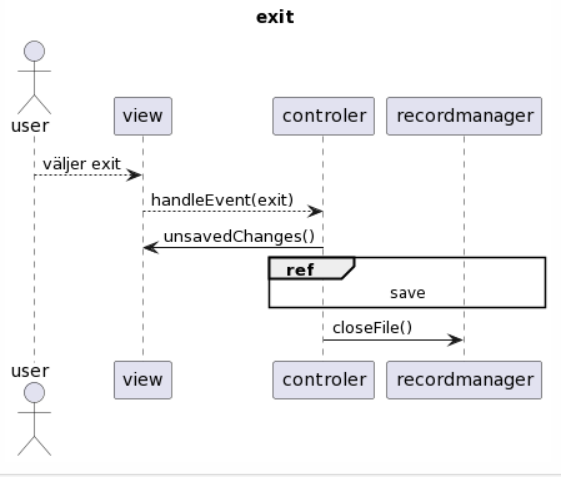 exit
user
view
controler
recordmanager
väljer exit
handleEvent(exit)
unsavedChanges()
ref
save
closeFile()
user
view
controler
recordmanager